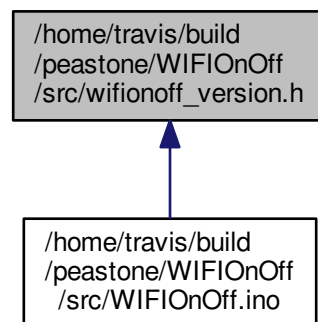 /home/travis/build
/peastone/WIFIOnOff
/src/wifionoff_version.h
/home/travis/build
/peastone/WIFIOnOff
/src/WIFIOnOff.ino